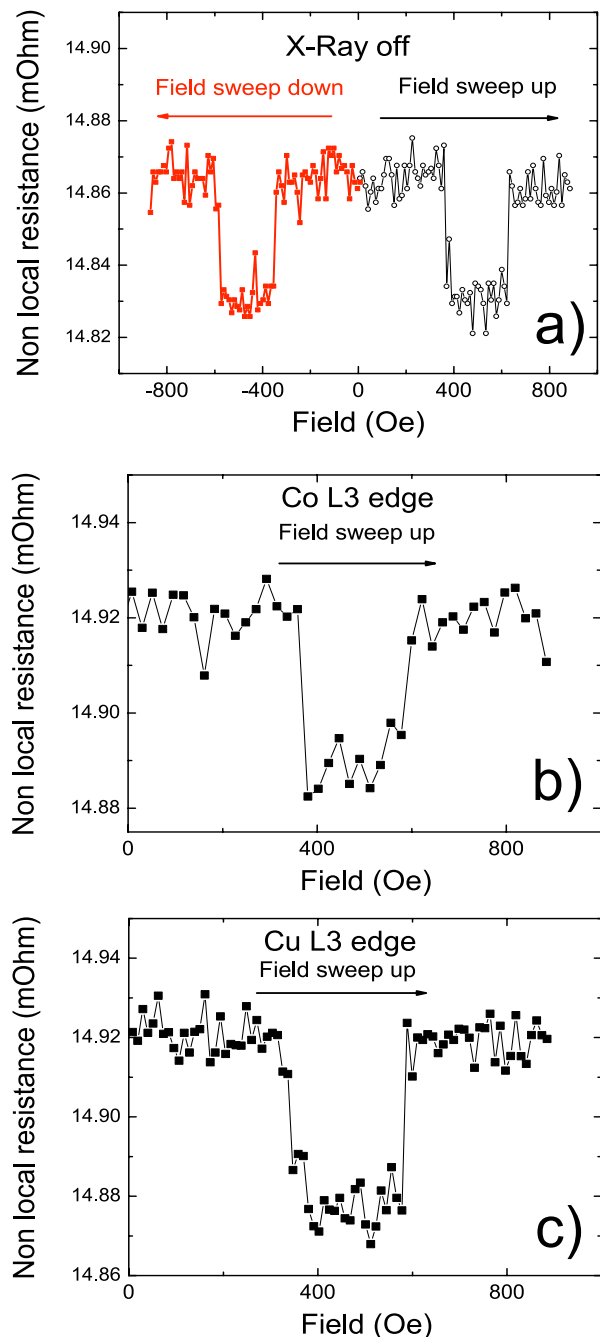 14.90
X-Ray off
Field sweep down
Field sweep up
14.88
14.86
14.84
14.82
Non local resistance (mOhm)
a)
-800 -400 0 400 800
Field (Oe)
Co L3 edge
Field sweep up
14.94
14.92
14.90
14.88
Non local resistance (mOhm)
b)
0 400 800
Field (Oe)
Cu L3 edge
Field sweep up
14.94
14.92
14.90
14.88
14.86
Non local resistance (mOhm)
c)
0 400 800
Field (Oe)